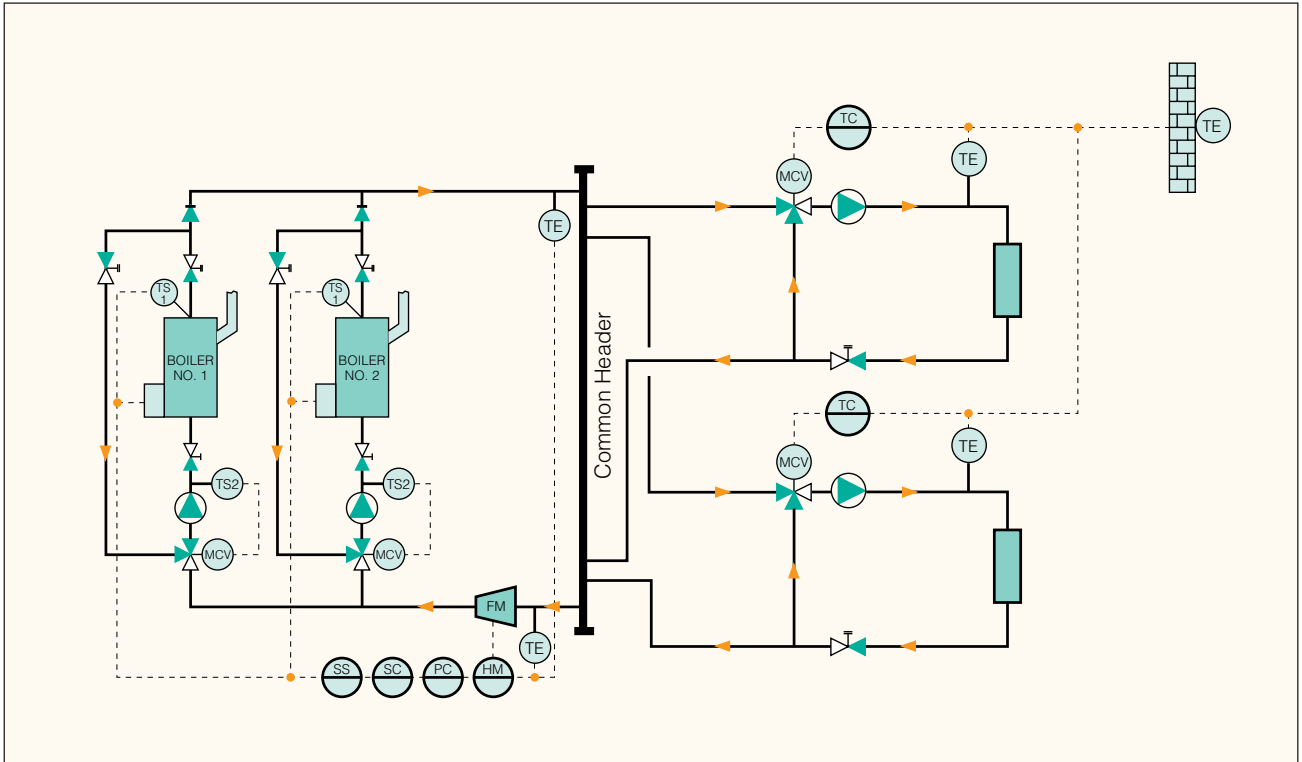 TC
TE
TE
MCV
TE
TS
1
TS
1
BOILER
NO. 1
BOILER
NO. 2
Common Header
TC
MCV
TE
TS2
TS2
MCV
MCV
FM
TE
SS
SC
PC
HM